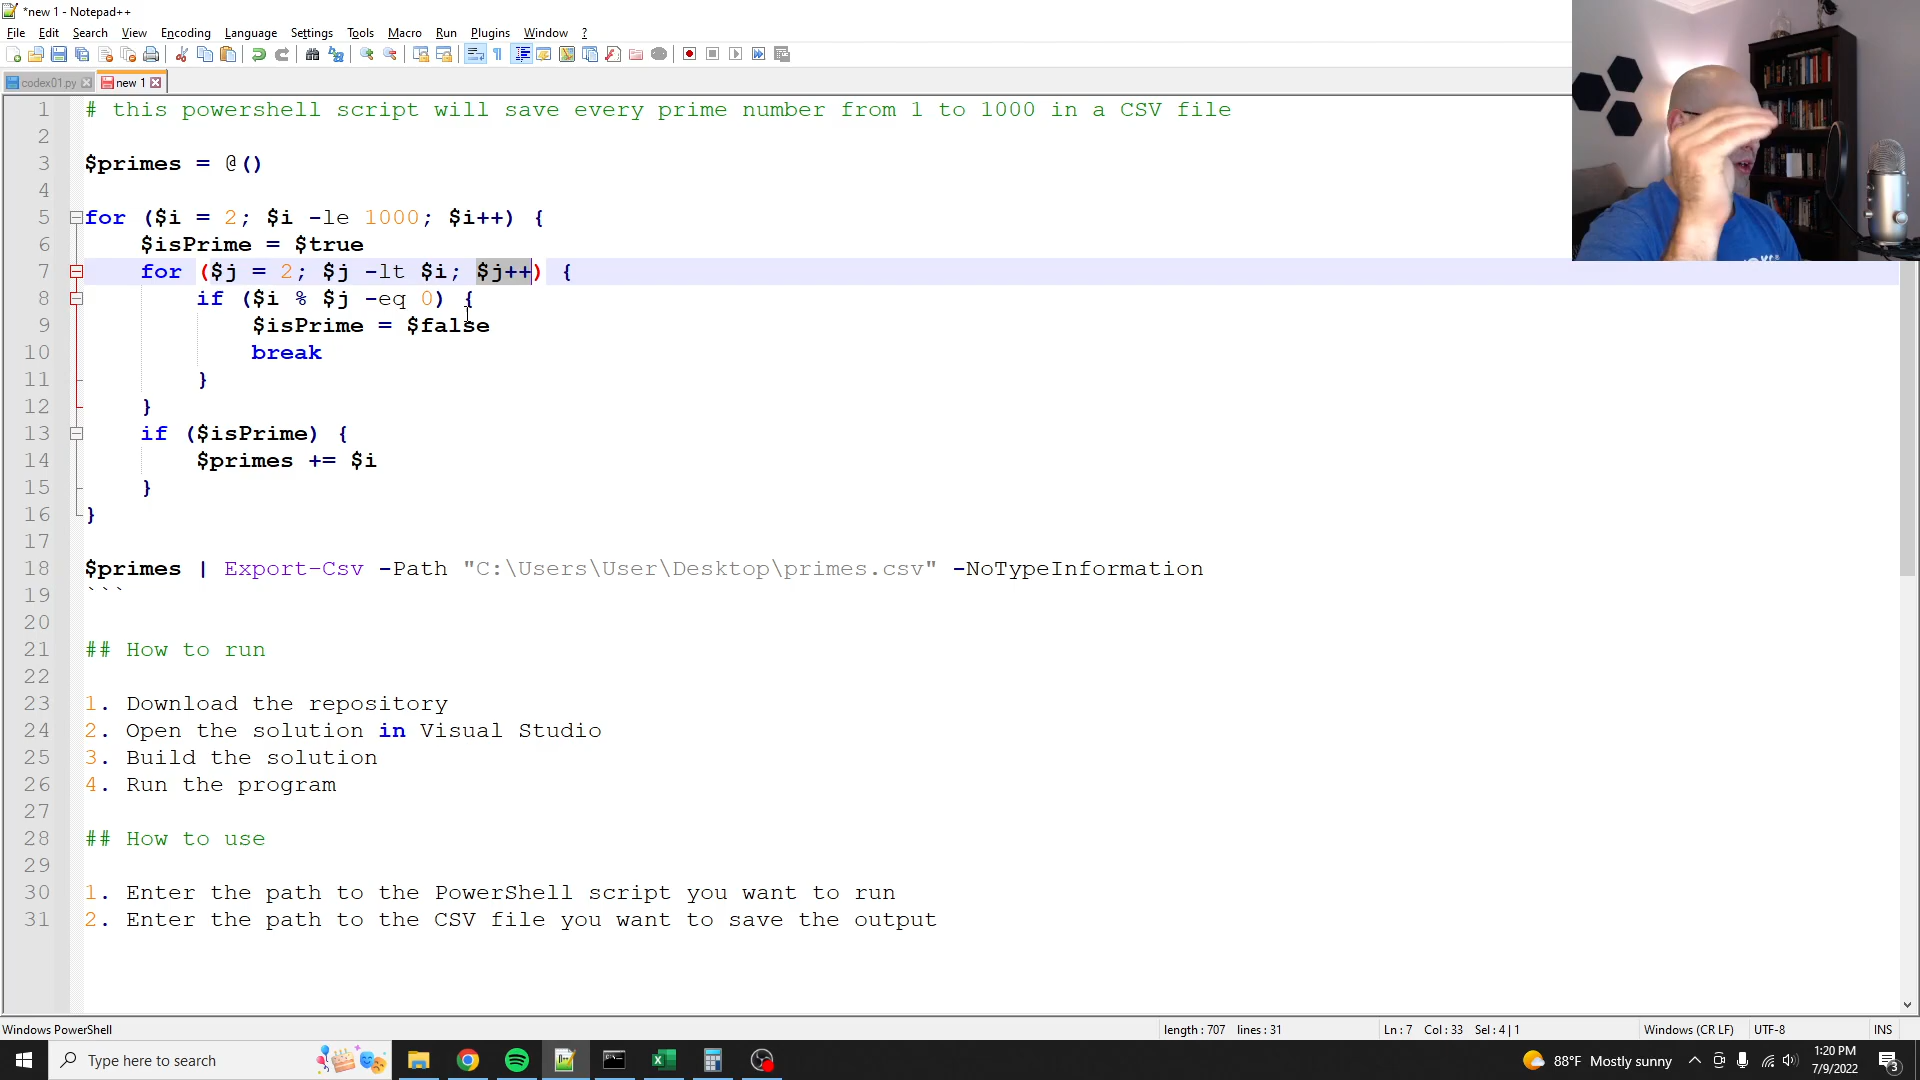 *new 1 - Notepad++
File Edit Search View Encoding Language Settings Tools Macro Run Plugins Window ?
codex01.py new 1
1 # this powershell script will save every prime number from 1 to 1000 in a CSV file
2
3 $primes = @()
4
5 for ($i = 2; $i -le 1000; $i++) {
6 $isPrime = $true
7 for ($j = 2; $j -lt $i; $j++) {
8 if ($i % $j -eq 0) {
9 $isPrime = $false
10 break
11 }
12 }
13 if ($isPrime) {
14 $primes += $i
15 }
16 }
17
18 $primes | Export-Csv -Path "C:\Users\User\Desktop\primes.csv" -NoTypeInformation
19 ```
20
21 ## How to run
22
23 1. Download the repository
24 2. Open the solution in Visual Studio
25 3. Build the solution
26 4. Run the program
27
28 ## How to use
29
30 1. Enter the path to the PowerShell script you want to run
31 2. Enter the path to the CSV file you want to save the output
Windows PowerShell length : 707 lines : 31 Ln : 7 Col : 33 Sel : 4 | 1 Windows (CR LF) UTF-8 INS
Type here to search 88°F Mostly sunny 1:20 PM
7/9/2022 3